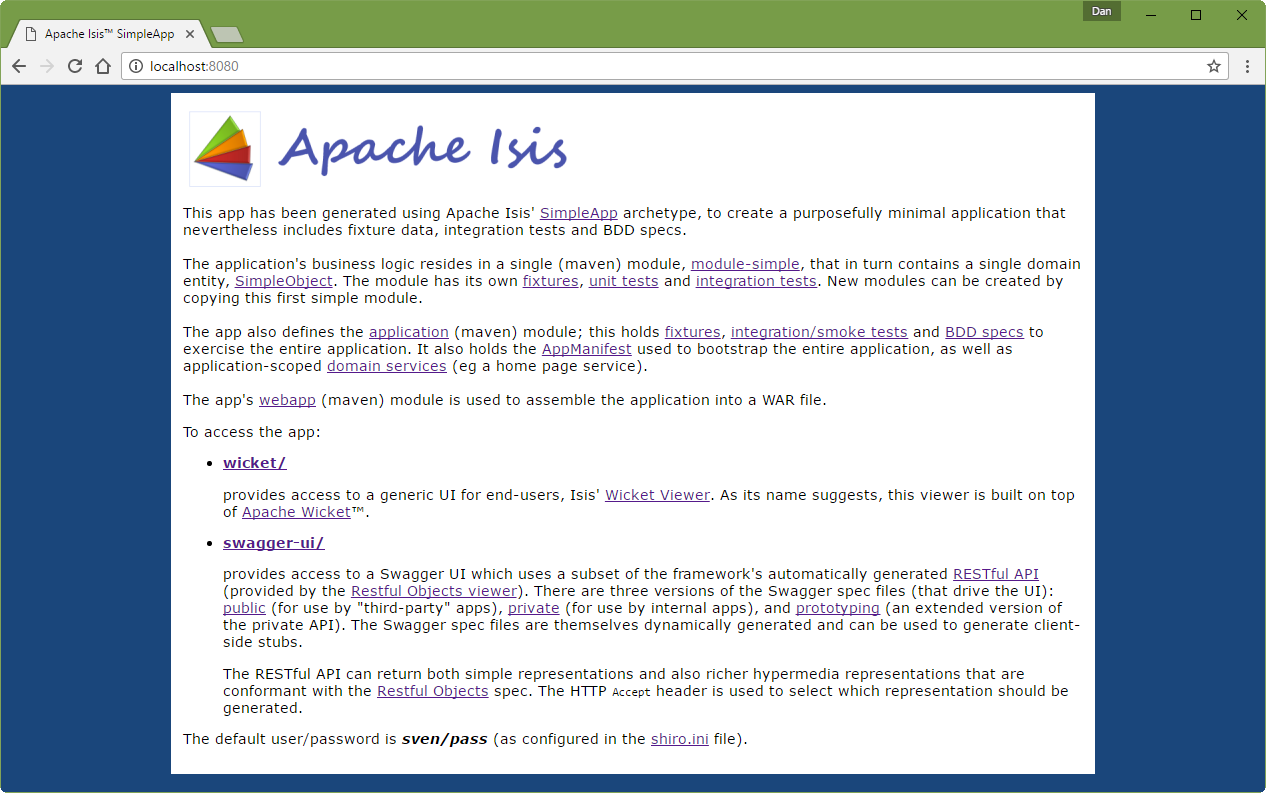 Dan
Apache Isis™ SimpleApp
localhost:8080
Apache Isis
This app has been generated using Apache Isis' SimpleApp archetype, to create a purposefully minimal application that
nevertheless includes fixture data, integration tests and BDD specs.
The application's business logic resides in a single (maven) module, module-simple, that in turn contains a single domain
entity, SimpleObject. The module has its own fixtures, unit tests and integration tests. New modules can be created by
copying this first simple module.
The app also defines the application (maven) module; this holds fixtures, integration/smoke tests and BDD specs to
exercise the entire application. It also holds the AppManifest used to bootstrap the entire application, as well as
application-scoped domain services (eg a home page service).
The app's webapp (maven) module is used to assemble the application into a WAR file.
To access the app:
• wicket/
provides access to a generic UI for end-users, Isis' Wicket Viewer. As its name suggests, this viewer is built on top
of Apache Wicket™.
• swagger-ui/
provides access to a Swagger UI which uses a subset of the framework's automatically generated RESTful API
(provided by the Restful Objects viewer). There are three versions of the Swagger spec files (that drive the UI):
public (for use by "third-party" apps), private (for use by internal apps), and prototyping (an extended version of
the private API). The Swagger spec files are themselves dynamically generated and can be used to generate client-
side stubs.
The RESTful API can return both simple representations and also richer hypermedia representations that are
conformant with the Restful Objects spec. The HTTP Accept header is used to select which representation should be
generated.
The default user/password is sven/pass (as configured in the shiro.ini file).